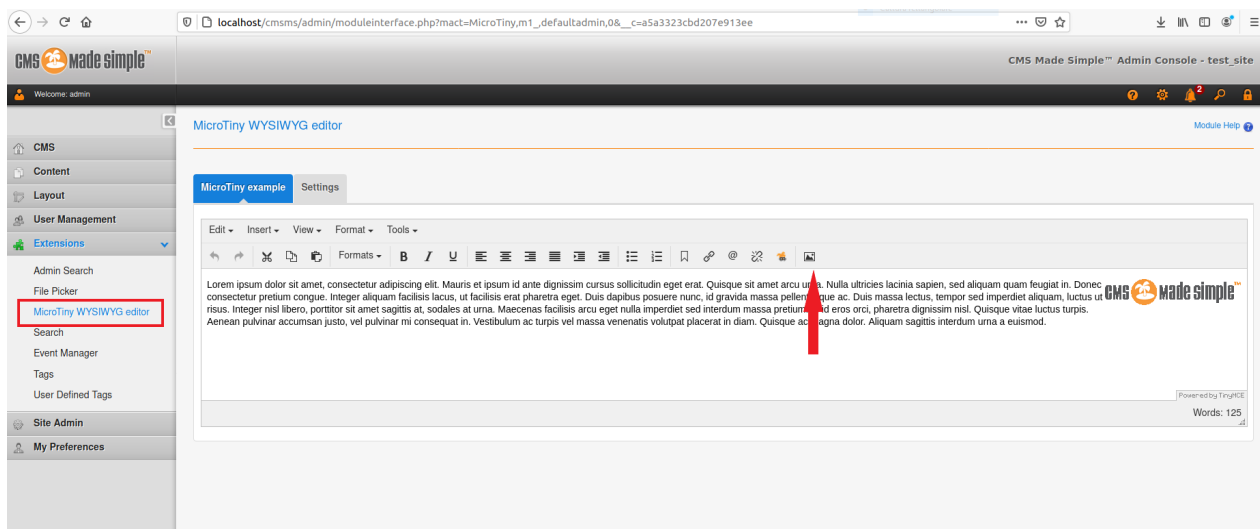 localhost/cmsms/admin/moduleinterface.php?mact=MicroTiny,m1_,defaultadmin,0&__c=a5a3323cbd207e913ee
CMS Made Simple™
CMS Made Simple™ Admin Console - test_site
Welcome: admin
2
MicroTiny WYSIWYG editor
Module Help
CMS
Content
Layout
User Management
Extensions
Admin Search
File Picker
MicroTiny WYSIWYG editor
Search
Event Manager
Tags
User Defined Tags
Site Admin
My Preferences
MicroTiny example Settings
Edit Insert View Format Tools
Formats B I U
Lorem ipsum dolor sit amet, consectetur adipiscing elit. Mauris et ipsum id ante dignissim cursus sollicitudin eget erat. Quisque sit amet arcu Nulla ultricies lacinia sapien, sed aliquam quam feugiat in. Donec
consectetur pretium congue. Integer aliquam facilisis lacus, ut facilisis erat pharetra eget. Duis dapibus posuere nunc, id gravida massa ac. Duis massa lectus, tempor sed imperdiet aliquam, luctus ut
risus. Integer nisl libero, porttitor sit amet sagittis at, sodales at urna. Maecenas facilisis arcu eget nulla imperdiet sed interdum massa pretium. eros orci, pharetra dignissim nisl. Quisque vitae luctus turpis.
Aenean pulvinar accumsan justo, vel pulvinar mi consequat in. Vestibulum ac turpis vel massa venenatis volutpat placerat in diam. Quisque dolor. Aliquam sagittis interdum urna a euismod.
CMS Made Simple™
Powered by TinyMCE
Words: 125